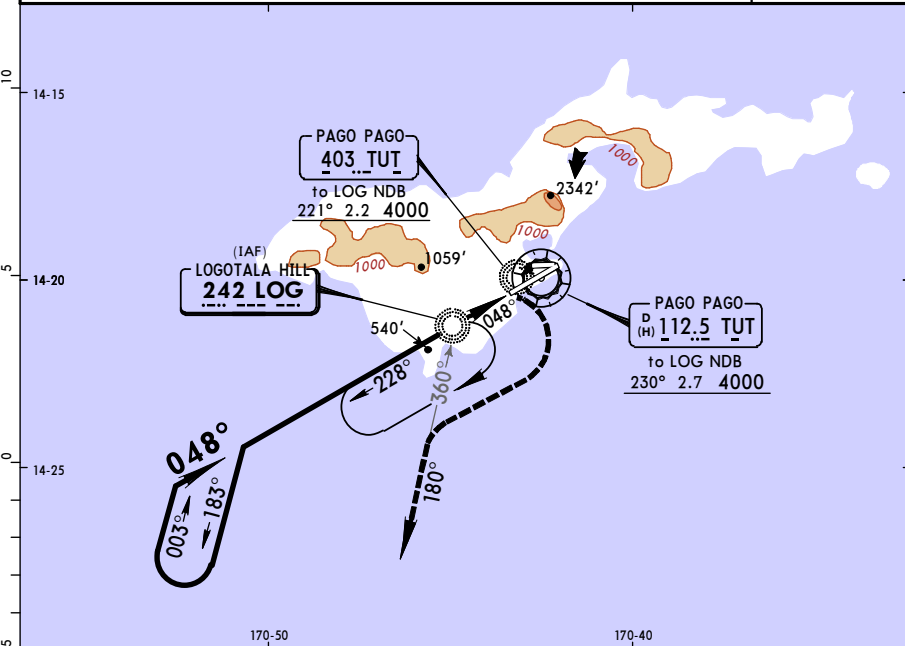 10
14-15
PAGO PAGO
403 TUT
to LOG NDB
221° 2.2 4000
1000
2342'
1000
(IAF)
LOGOTALA HILL
242 LOG
1000
1059'
5
14-20
540'
048°
PAGO PAGO
D
(H) 112.5 TUT
to LOG NDB
230° 2.7 4000
228°
360°
048°
0
14-25
003°
183°
180°
5
170-50
170-40